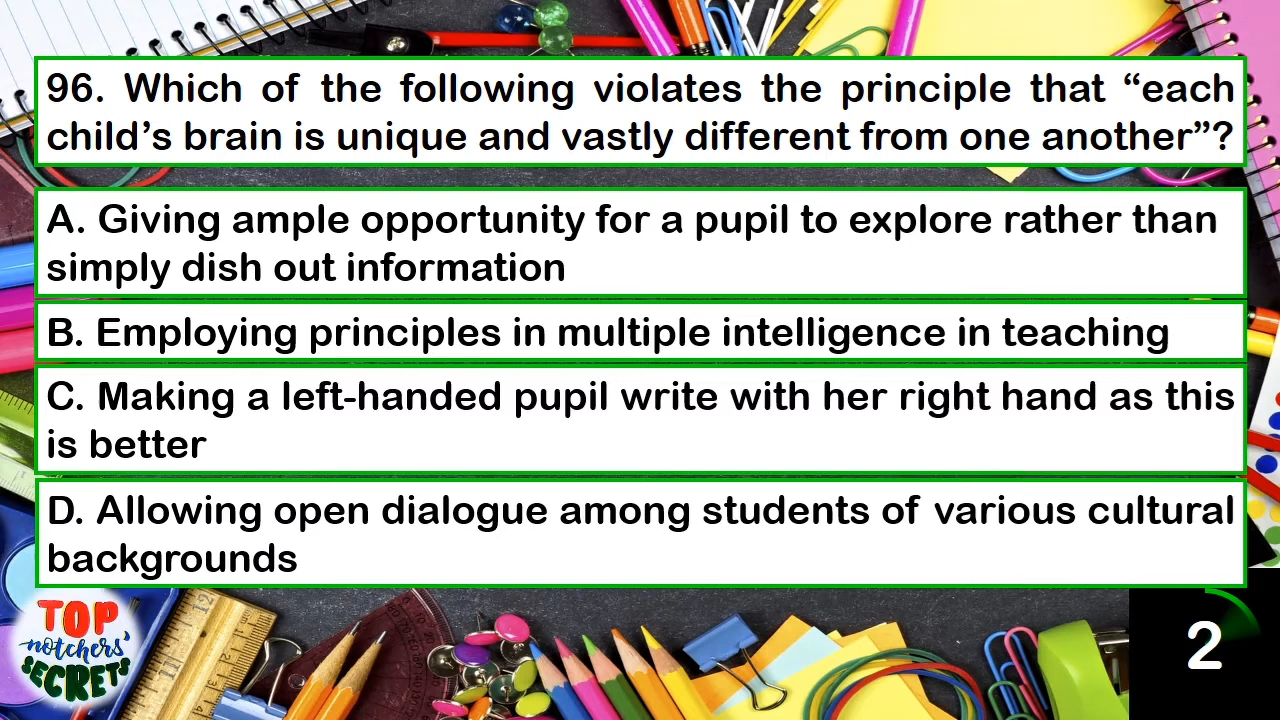 96. Which of the following violates the principle that “each
child’s brain is unique and vastly different from one another”?
A. Giving ample opportunity for a pupil to explore rather than
simply dish out information
B. Employing principles in multiple intelligence in teaching
C. Making a left-handed pupil write with her right hand as this
is better
D. Allowing open dialogue among students of various cultural
backgrounds
TOP
notchers'
SECRETS
2
12
11